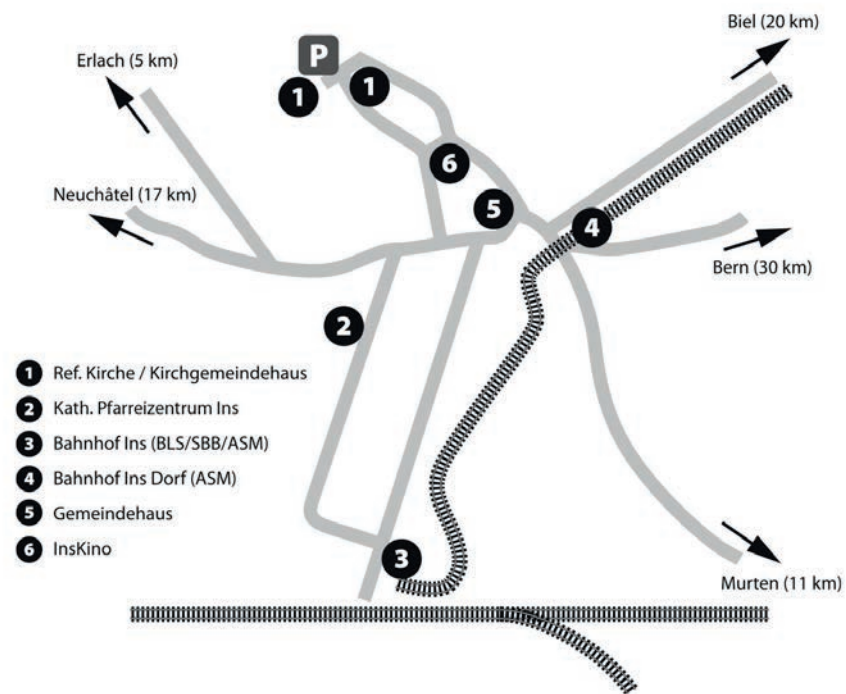 Biel (20 km)
Erlach (5 km)
P
1
1
6
Neuchâtel (17 km)
5
4
Bern (30 km)
2
1 Ref. Kirche / Kirchgemeindehaus
2 Kath. Pfarreizentrum Ins
3 Bahnhof Ins (BLS/SBB/ASM)
4 Bahnhof Ins Dorf (ASM)
5 Gemeindehaus
6 InsKino
3
Murten (11 km)